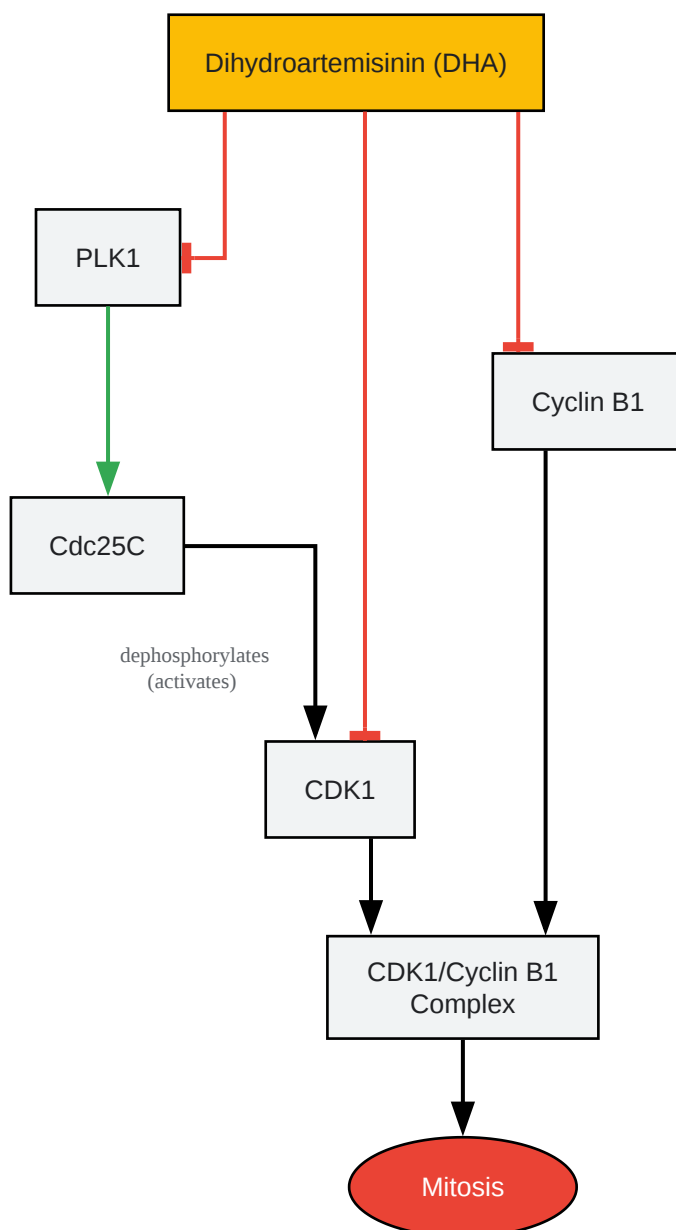 Dihydroartemisinin (DHA)
PLK1
Cyclin B1
Cdc25C
dephosphorylates
(activates)
CDK1
CDK1/Cyclin B1
Complex
Mitosis